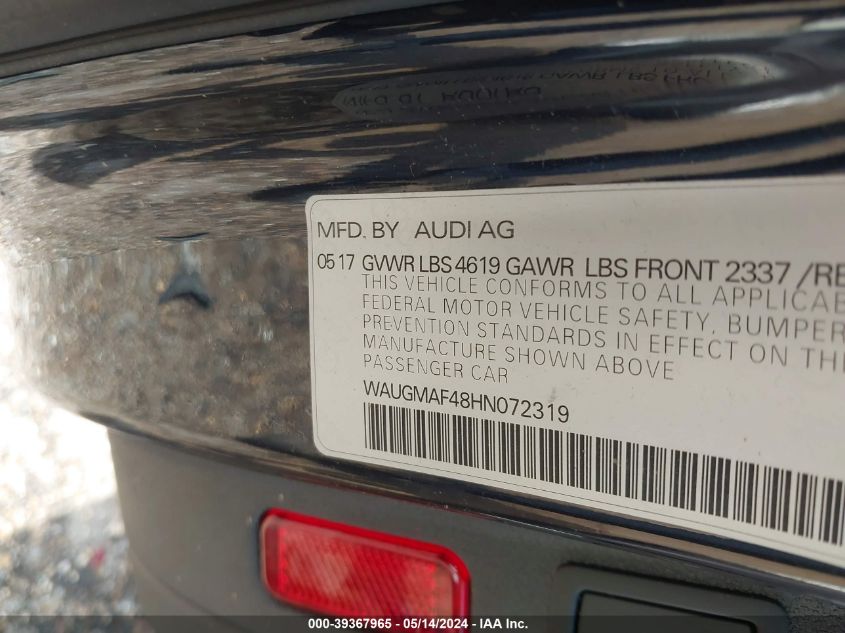 MFD. BY AUDI AG
05 17 GVWR LBS 4619 GAWR LBS FRONT 2337 /RE
THIS VEHICLE CONFORMS TO ALL APPLICAB
FEDERAL MOTOR VEHICLE SAFETY, BUMPER
PREVENTION STANDARDS IN EFFECT ON THE
MANUFACTURE SHOWN ABOVE
PASSENGER CAR
WAUGMAF48HN072319
000-39367965 - 05/14/2024 - IAA Inc.